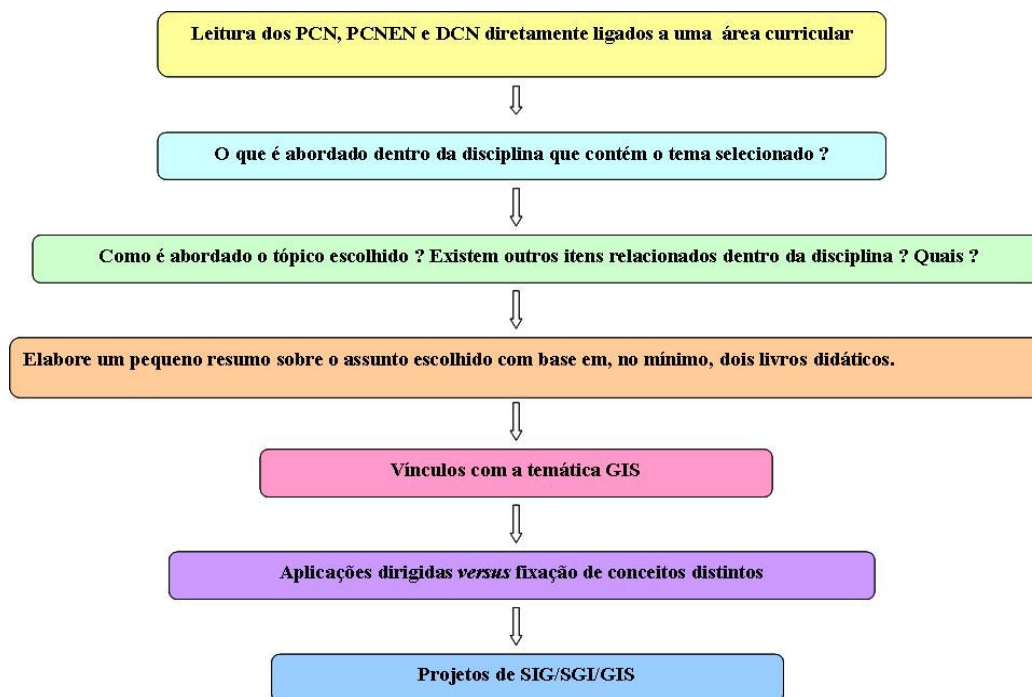 Leitura dos PCN, PCNEN e DCN diretamente ligados a uma área curricular
O que é abordado dentro da disciplina que contém o tema selecionado ?
Como é abordado o tópico escolhido ? Existem outros itens relacionados dentro da disciplina ? Quais ?
Elabore um pequeno resumo sobre o assunto escolhido com base em, no mínimo, dois livros didáticos.
Vínculos com a temática GIS
Aplicações dirigidas versus fixação de conceitos distintos
Projetos de SIG/SGI/GIS